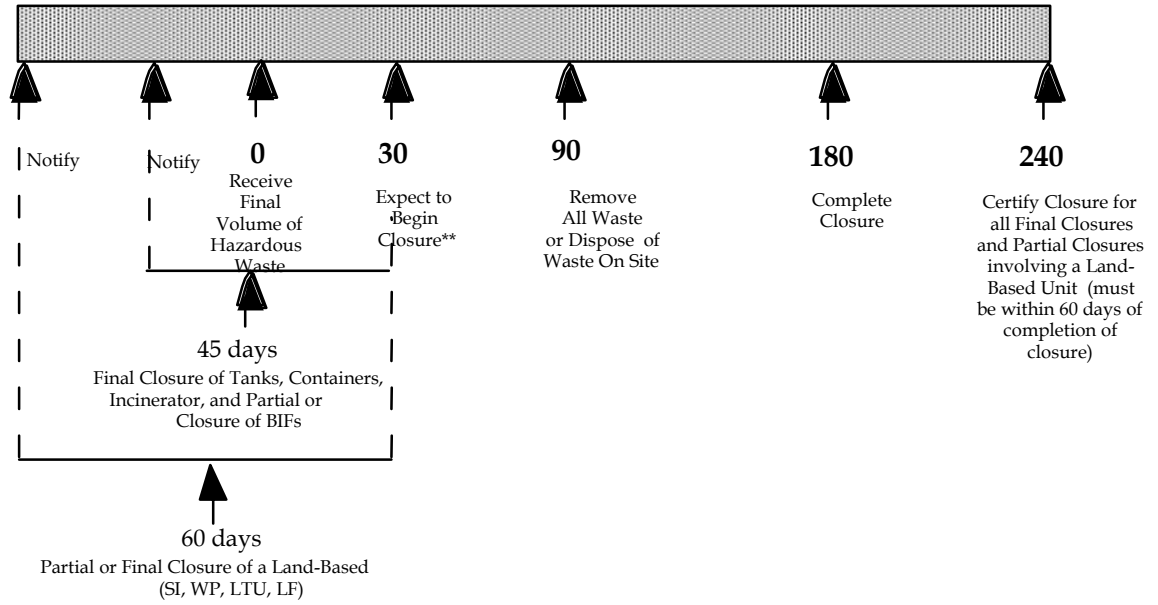 Notify
Notify
0
Receive
Final
Volume of
Hazardous
Waste
30
Expect to
Begin
Closure**
90
Remove
All Waste
or Dispose of
Waste On Site
180
Complete
Closure
240
Certify Closure for
all Final Closures
and Partial Closures
involving a Land-
Based Unit (must
be within 60 days of
completion of
closure)
45 days
Final Closure of Tanks, Containers,
Incinerator, and Partial or
Closure of BIFs
60 days
Partial or Final Closure of a Land-Based
(SI, WP, LTU, LF)